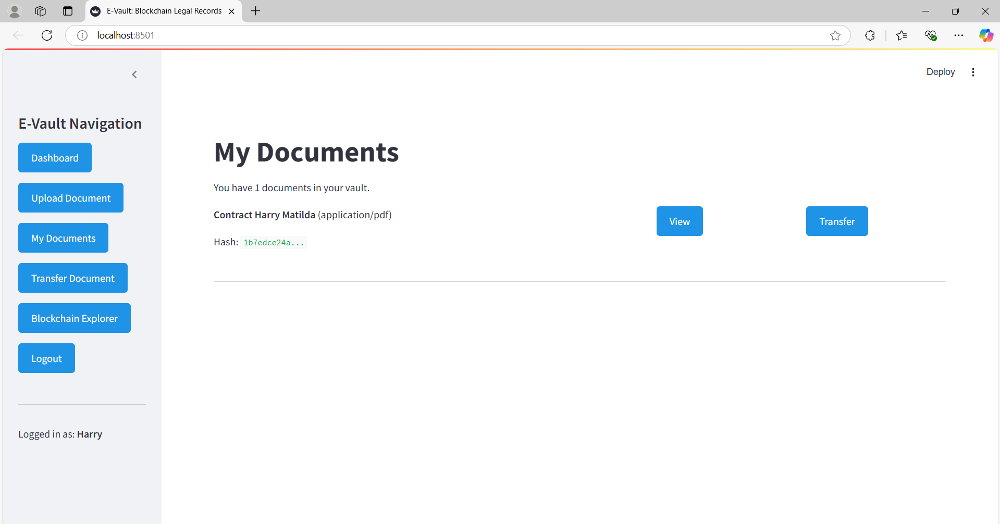 E-Vault: Blockchain Legal Records
localhost:8501
Deploy
E-Vault Navigation
Dashboard
Upload Document
My Documents
Transfer Document
Blockchain Explorer
Logout
Logged in as: Harry
My Documents
You have 1 documents in your vault.
Contract Harry Matilda (application/pdf)
Hash: 1b7edce24a...
View
Transfer